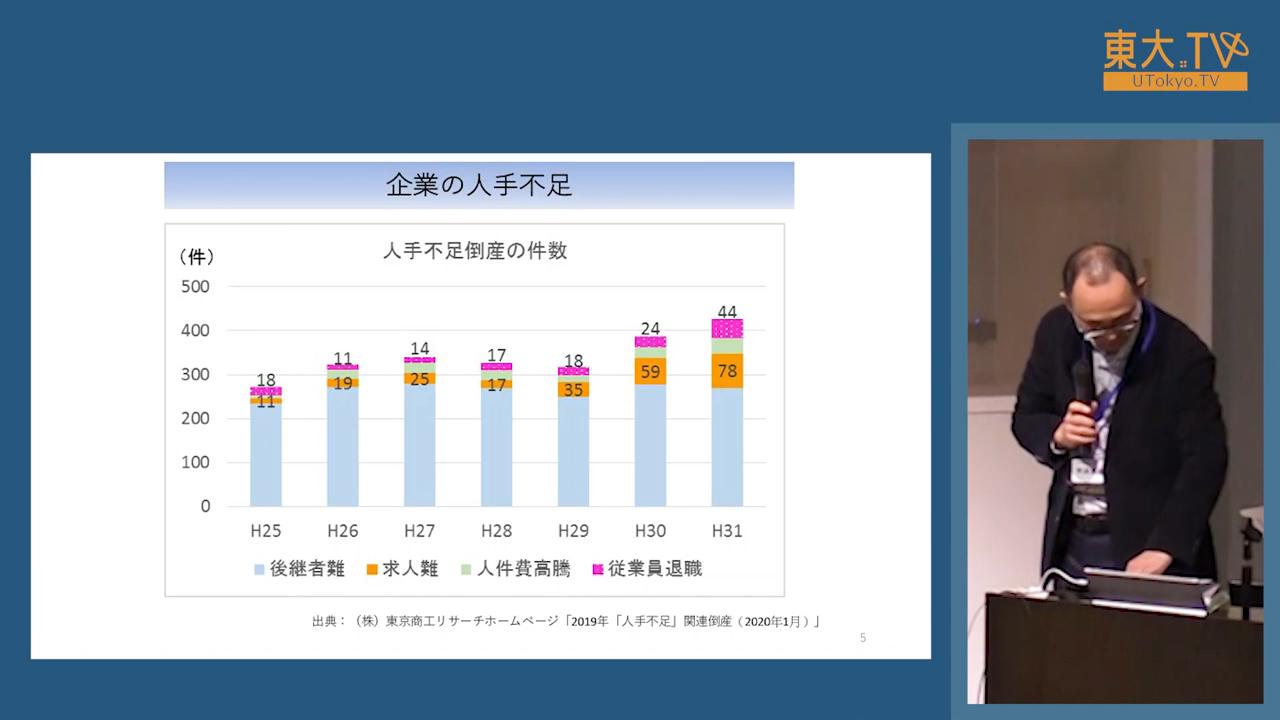 東大.TV
UTokyo.TV
企業の人手不足
人手不足倒産の件数
（件）
500
400
300
200
100
0
18
11
11
19
14
25
17
17
18
35
24
59
44
78
H25 H26 H27 H28 H29 H30 H31
後継者難 求人難 人件費高騰 従業員退職
出典：（株）東京商工リサーチホームページ「2019年「人手不足」関連倒産（2020年1月）」
5